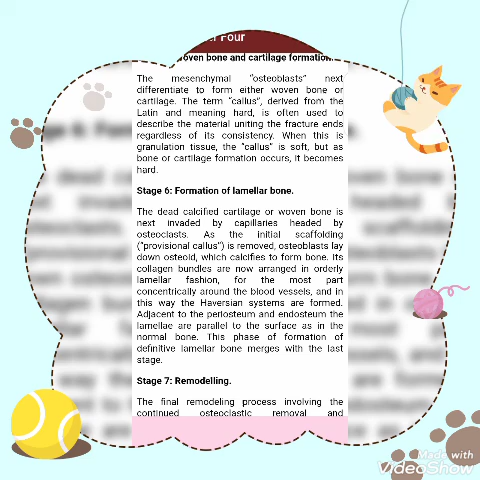 Four
woven bone and cartilage formation.
The mesenchymal “osteoblasts” next
differentiate to form either woven bone or
cartilage. The term “callus”, derived from the
Latin and meaning hard, is often used to
describe the material uniting the fracture ends
regardless of its consistency. When this is
granulation tissue, the “callus” is soft, but as
bone or cartilage formation occurs, it becomes
hard.
Stage 6: Formation of lamellar bone.
The dead calcified cartilage or woven bone is
next invaded by capillaries headed by
osteoclasts. As the initial scaffolding
(“provisional callus”) is removed, osteoblasts lay
down osteoid, which calcifies to form bone. Its
collagen bundles are now arranged in orderly
lamellar fashion, for the most part
concentrically around the blood vessels, and in
this way the Haversian systems are formed.
Adjacent to the periosteum and endosteum the
lamellae are parallel to the surface as in the
normal bone. This phase of formation of
definitive lamellar bone merges with the last
stage.
Stage 7: Remodelling.
The final remodeling process involving the
continued osteoclastic removal and
Made with
VideoShow